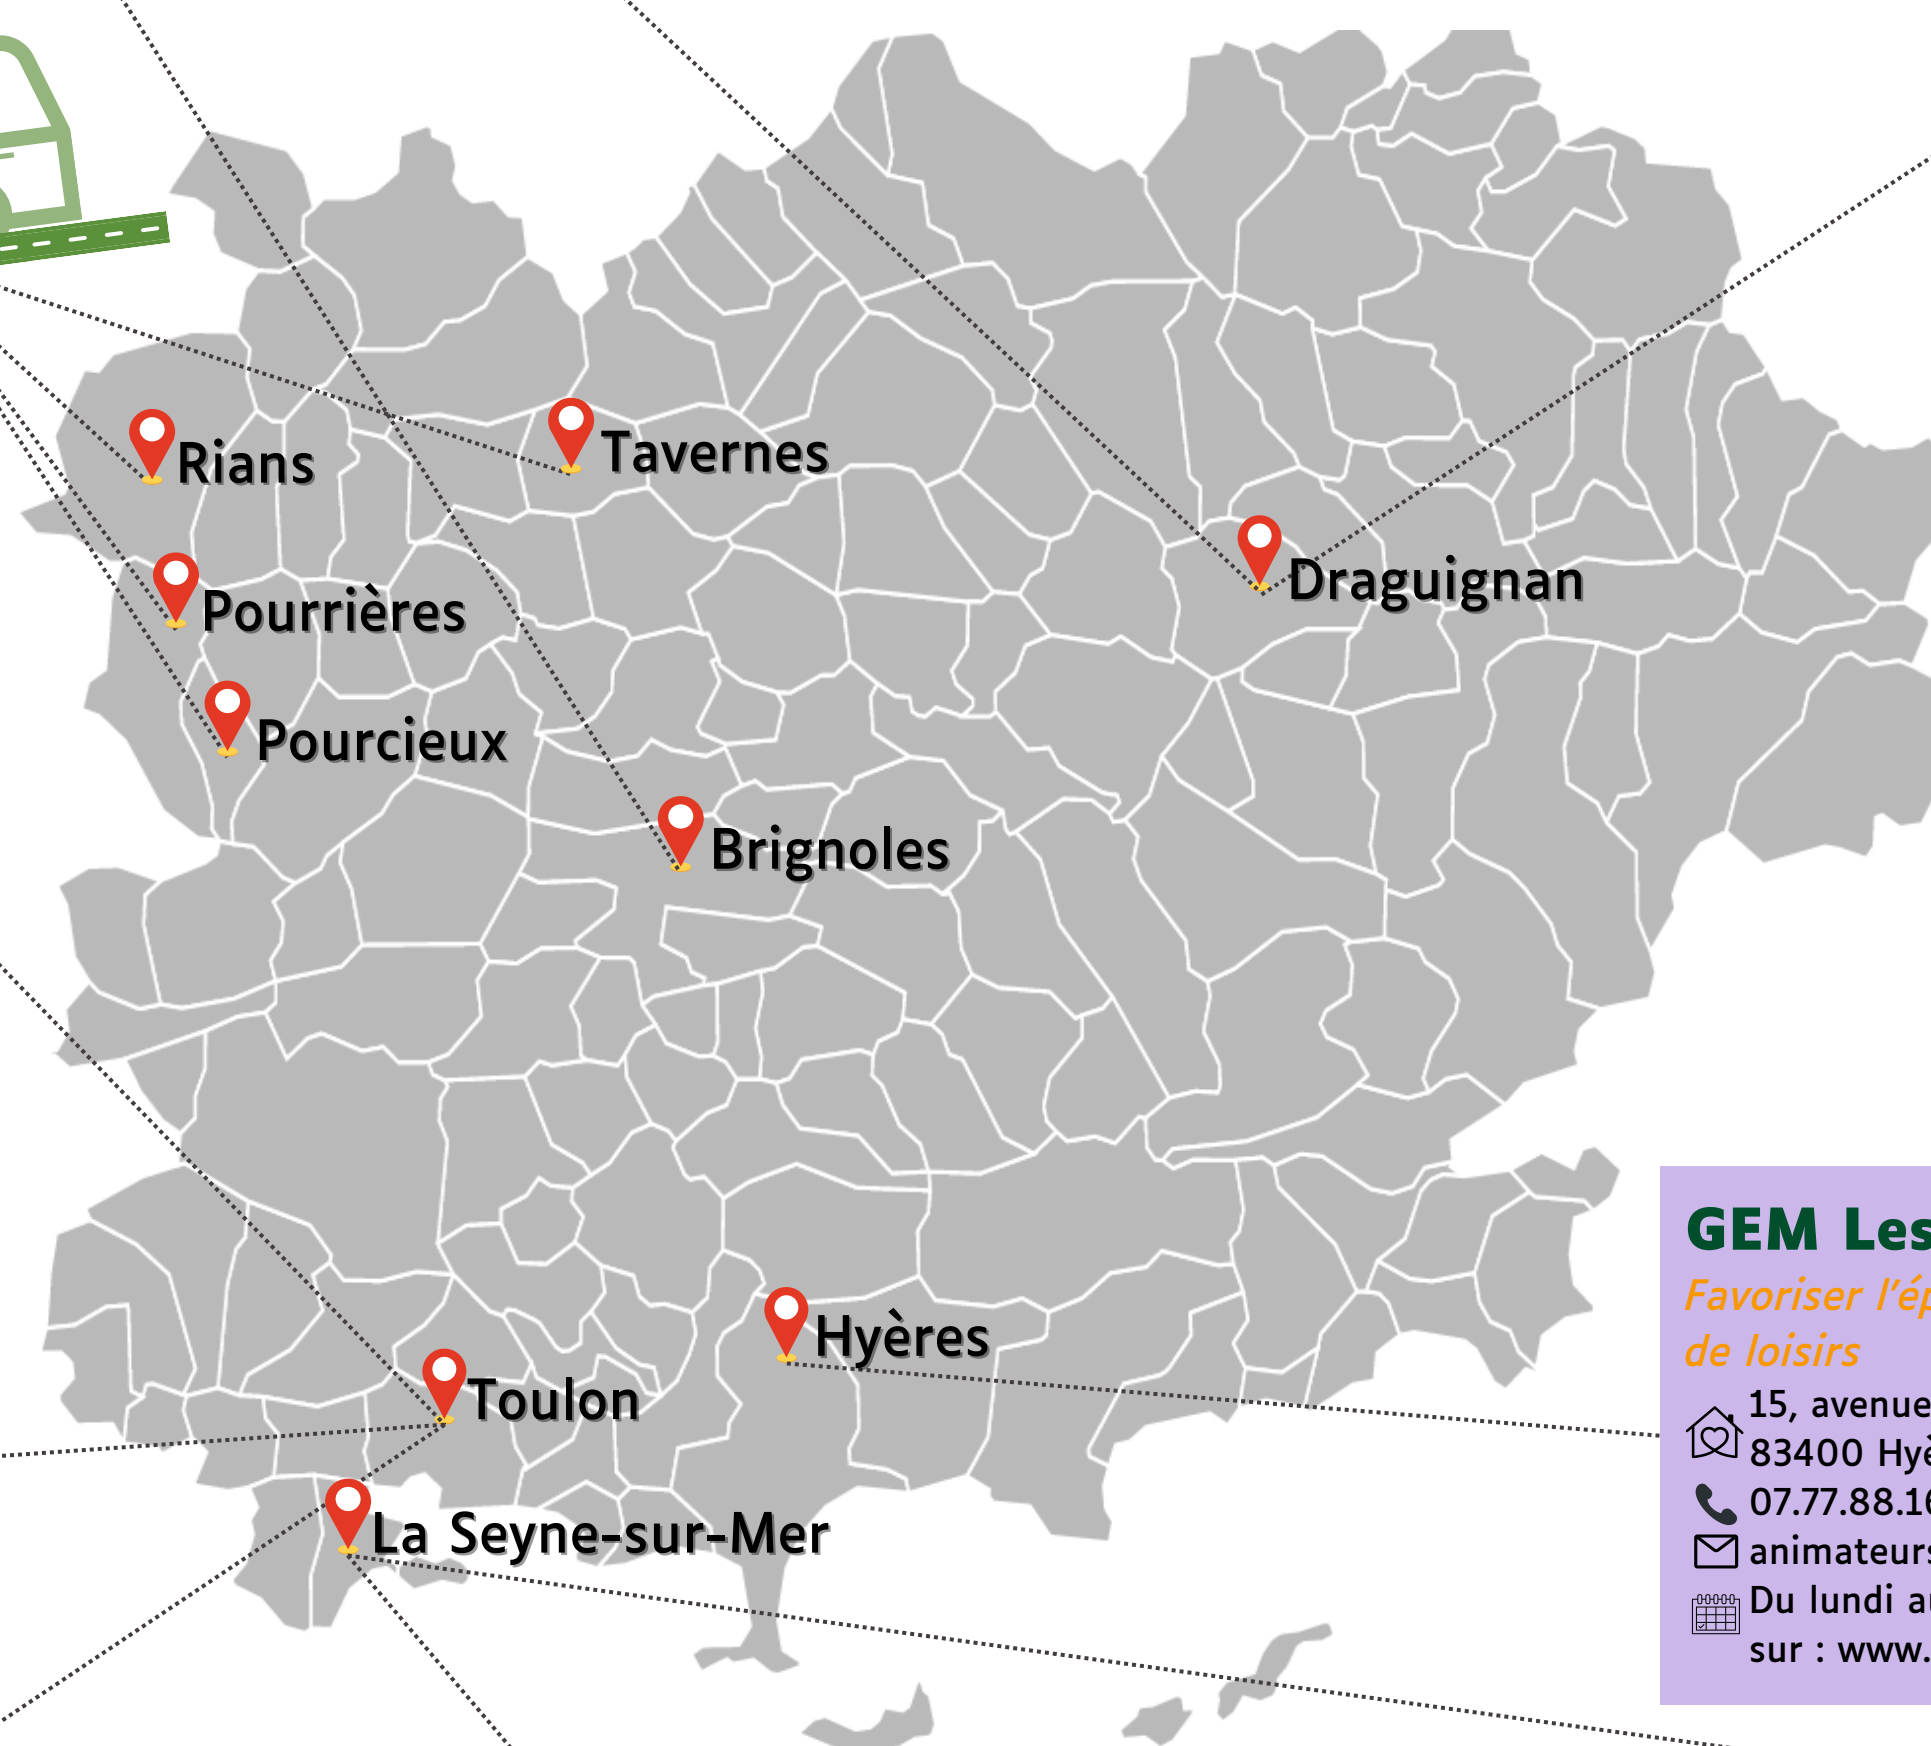 Tavernes
Rians
Draguignan
Pourrières
Pourcieux
Brignoles
Hyères
Toulon
La Seyne-sur-Mer
GEM Les
Favoriser l'ép
de loisirs
15, avenue
83400 Hyè
07.77.88.16
animateurs
Du lundi au
sur : www.